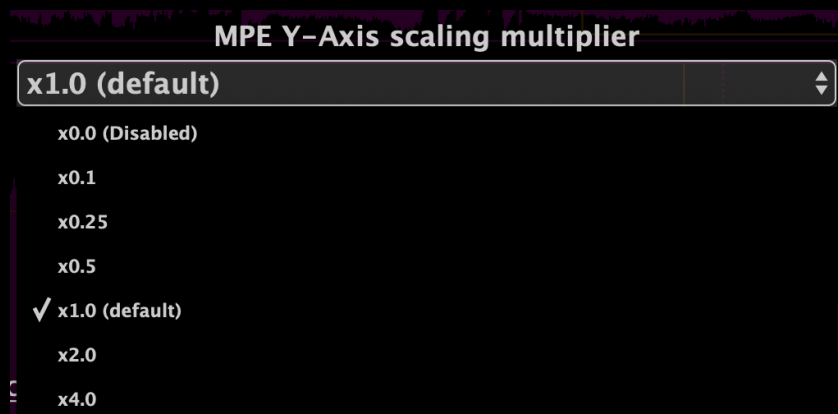 MPE Y-Axis scaling multiplier
x1.0 (default)
x0.0 (Disabled)
x0.1
x0.25
x0.5
x1.0 (default)
x2.0
x4.0